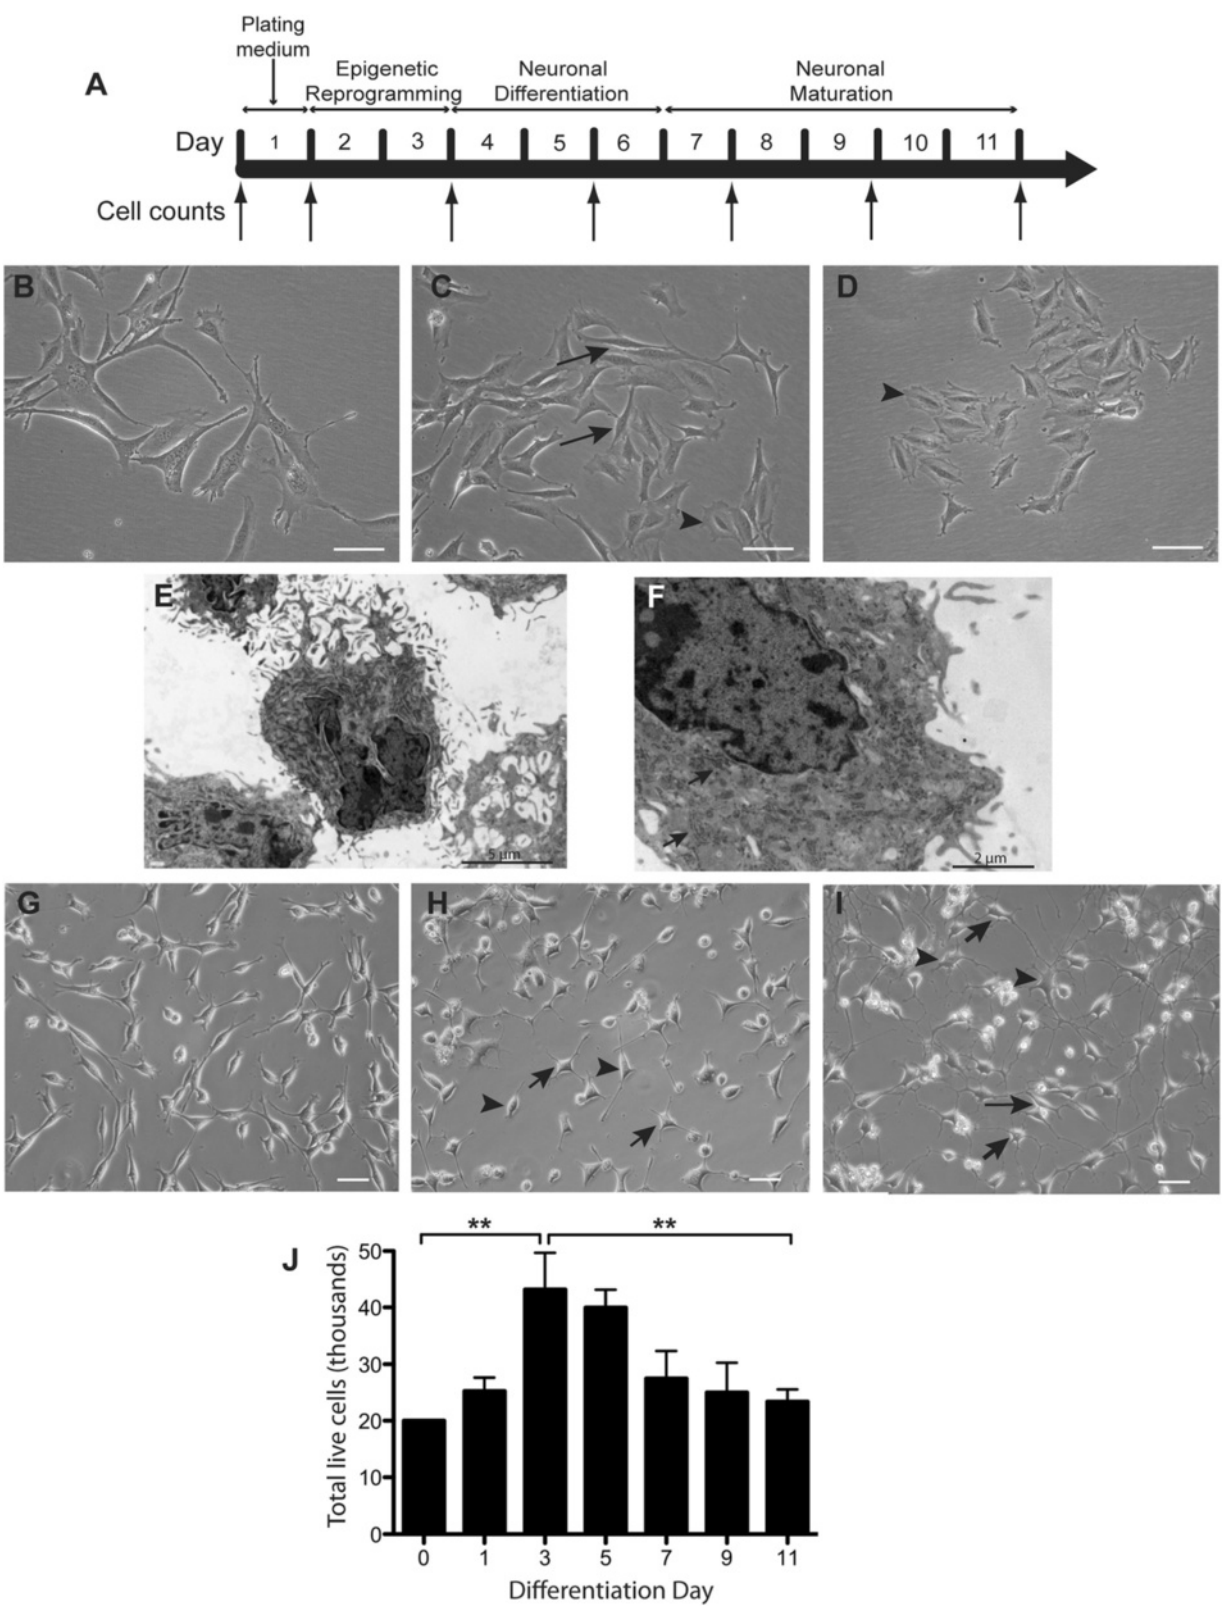 Plating
medium
A
Epigenetic
Reprogramming
Neuronal
Differentiation
Neuronal
Maturation
Day 1 2 3 4 5 6 7 8 9 10 11
Cell counts
B
C
D
E
5 µm
F
2 µm
G
H
I
J
** **
Total live cells (thousands)
50
40
30
20
10
0
0 1 3 5 7 9 11
Differentiation Day